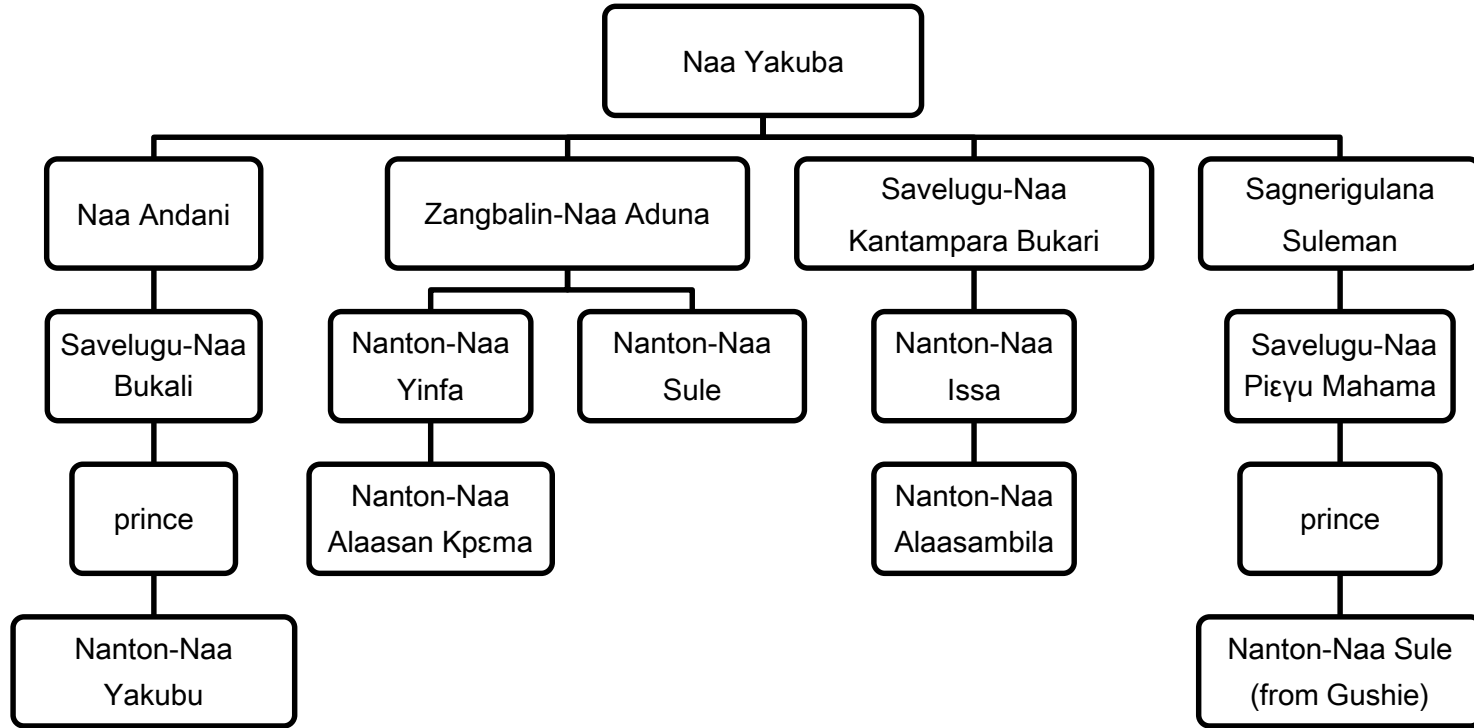 Naa Yakuba
Naa Andani
Zangbalin-Naa Aduna
Savelugu-Naa
Kantampara Bukari
Sagnerigulana
Suleman
Savelugu-Naa
Bukali
Nanton-Naa
Yinfa
Nanton-Naa
Sule
Nanton-Naa
Issa
Savelugu-Naa
Piɛɣu Mahama
prince
Nanton-Naa
Alaasan Kpɛma
Nanton-Naa
Alaasambila
prince
Nanton-Naa
Yakubu
Nanton-Naa Sule
(from Gushie)